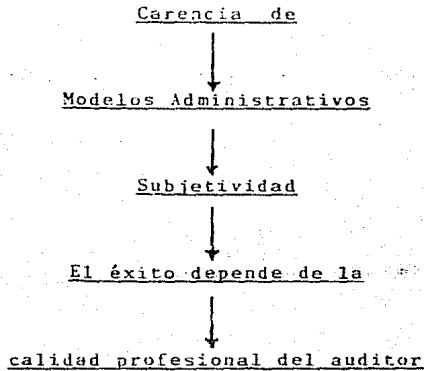 Carencia de
Modelos Administrativos
Subjetividad
El éxito depende de la
calidad profesional del auditor